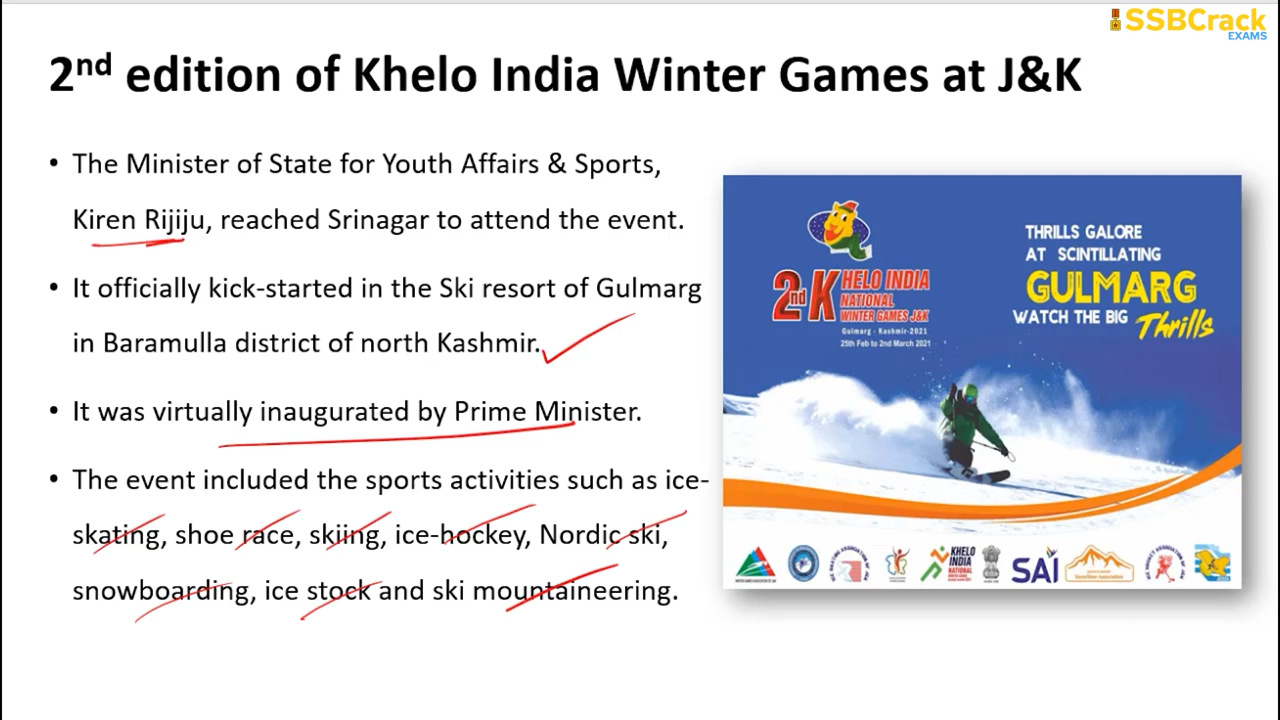 SSBCrack
EXAMS
2nd edition of Khelo India Winter Games at J&K
• The Minister of State for Youth Affairs & Sports,
Kiren Rijiju, reached Srinagar to attend the event.
• It officially kick-started in the Ski resort of Gulmarg
in Baramulla district of north Kashmir.
• It was virtually inaugurated by Prime Minister.
• The event included the sports activities such as ice-
skating, shoe race, skiing, ice-hockey, Nordic ski,
snowboarding, ice stock and ski mountaineering.
2nd KHELO INDIA
NATIONAL
WINTER GAMES J&K
Gulmarg - Kashmir-2021
25th Feb to 2nd March 2021
THRILLS GALORE
AT SCINTILLATING
GULMARG
WATCH THE BIG Thrills
KHELO
INDIA
NATIONAL
WINTER GAMES
SAI